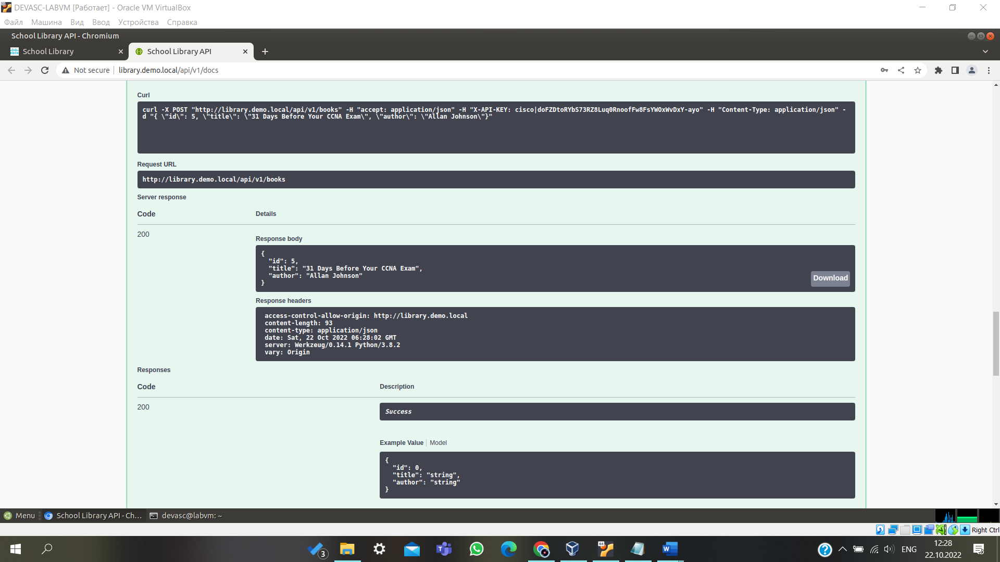 DEVASC-LABVM [Работает] - Oracle VM VirtualBox
Файл Машина Вид Ввод Устройства Справка
School Library API - Chromium
School Library
School Library API
Not secure library.demo.local/api/v1/docs
Curl
curl -X POST "http://library.demo.local/api/v1/books" -H "accept: application/json" -H "X-API-KEY: cisco|doFZDtoRYbS73RZ8Luq0RnoofFw8FsYWOxWvDxY-ayo" -H "Content-Type: application/json" -
d "{ \"id\": 5, \"title\": \"31 Days Before Your CCNA Exam\", \"author\": \"Allan Johnson\"}"
Request URL
http://library.demo.local/api/v1/books
Server response
Code Details
200
Response body
{
"id": 5,
"title": "31 Days Before Your CCNA Exam",
"author": "Allan Johnson"
}
Download
Response headers
access-control-allow-origin: http://library.demo.local
content-length: 93
content-type: application/json
date: Sat, 22 Oct 2022 06:28:02 GMT
server: Werkzeug/0.14.1 Python/3.8.2
vary: Origin
Responses
Code Description
200
Success
Example Value Model
{
"id": 0,
"title": "string",
"author": "string"
}
Menu School Library API - Ch... devasc@labvm: ~
Right Ctrl
3
64
ENG
12:28
22.10.2022